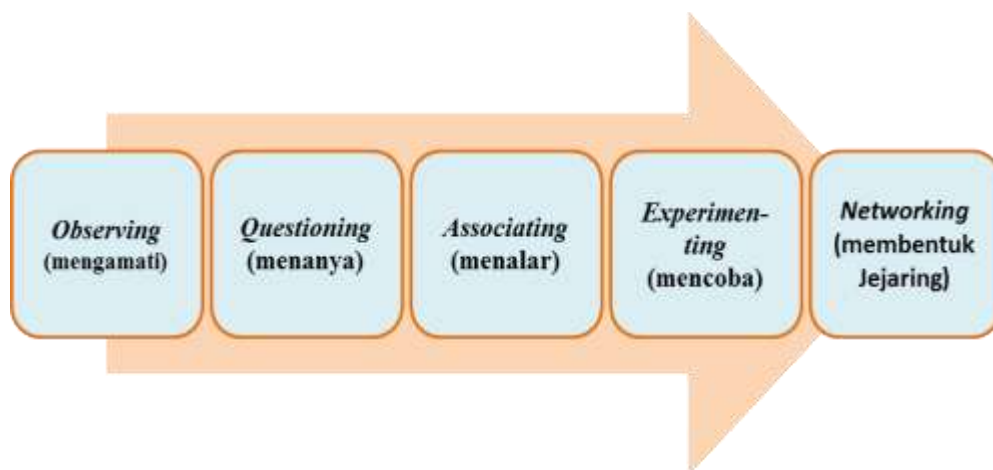 Observing
(mengamati)
Questioning
(menanya)
Associating
(menalar)
Experimen-
ting
(mencoba)
Networking
(membentuk
Jejaring)